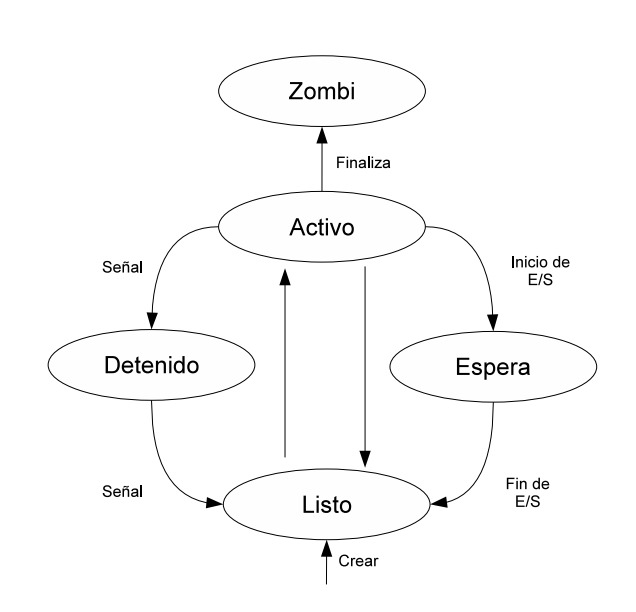 Zombi
Finaliza
Activo
Señal
Inicio de
E/S
Detenido
Espera
Señal
Fin de
E/S
Listo
Crear